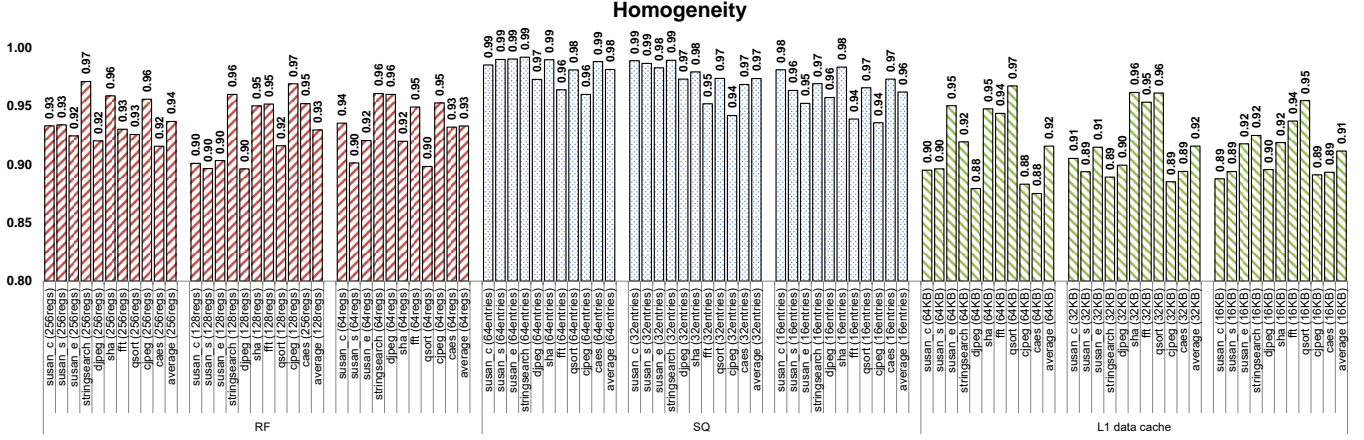 Homogeneity
1.00
0.95
0.90
0.85
0.80
0.93
0.93
0.92
0.97
0.92
0.96
0.93
0.93
0.96
0.92
0.94
0.90
0.90
0.90
0.96
0.90
0.95
0.95
0.92
0.97
0.95
0.93
0.94
0.90
0.92
0.96
0.96
0.92
0.95
0.90
0.95
0.93
0.93
0.99
0.99
0.99
0.99
0.97
0.99
0.96
0.98
0.96
0.99
0.98
0.99
0.99
0.98
0.99
0.97
0.98
0.95
0.97
0.94
0.97
0.97
0.98
0.96
0.95
0.97
0.96
0.98
0.94
0.97
0.94
0.97
0.96
0.90
0.90
0.95
0.92
0.88
0.95
0.94
0.97
0.88
0.88
0.92
0.91
0.89
0.91
0.89
0.90
0.96
0.95
0.96
0.89
0.89
0.92
0.89
0.89
0.92
0.92
0.90
0.92
0.94
0.95
0.89
0.89
0.91
susan_c (256regs)
susan_s (256regs)
susan_e (256regs)
stringsearch (256regs)
djpeg (256regs)
sha (256regs)
fft (256regs)
qsort (256regs)
cjpeg (256regs)
caes (256regs)
average (256regs)
susan_c (128regs)
susan_s (128regs)
susan_e (128regs)
stringsearch (128regs)
djpeg (128regs)
sha (128regs)
fft (128regs)
qsort (128regs)
cjpeg (128regs)
caes (128regs)
average (128regs)
susan_c (64regs)
susan_s (64regs)
susan_e (64regs)
stringsearch (64regs)
djpeg (64regs)
sha (64regs)
fft (64regs)
qsort (64regs)
cjpeg (64regs)
caes (64regs)
average (64regs)
susan_c (64entries)
susan_s (64entries)
susan_e (64entries)
stringsearch (64entries)
djpeg (64entries)
sha (64entries)
fft (64entries)
qsort (64entries)
cjpeg (64entries)
caes (64entries)
average (64entries)
susan_c (32entries)
susan_s (32entries)
susan_e (32entries)
stringsearch (32entries)
djpeg (32entries)
sha (32entries)
fft (32entries)
qsort (32entries)
cjpeg (32entries)
caes (32entries)
average (32entries)
susan_c (16entries)
susan_s (16entries)
susan_e (16entries)
stringsearch (16entries)
djpeg (16entries)
sha (16entries)
fft (16entries)
qsort (16entries)
cjpeg (16entries)
caes (16entries)
average (16entries)
susan_c (64KB)
susan_s (64KB)
susan_e (64KB)
stringsearch (64KB)
djpeg (64KB)
sha (64KB)
fft (64KB)
qsort (64KB)
cjpeg (64KB)
caes (64KB)
average (64KB)
susan_c (32KB)
susan_s (32KB)
susan_e (32KB)
stringsearch (32KB)
djpeg (32KB)
sha (32KB)
fft (32KB)
qsort (32KB)
cjpeg (32KB)
caes (32KB)
average (32KB)
susan_c (16KB)
susan_s (16KB)
susan_e (16KB)
stringsearch (16KB)
djpeg (16KB)
sha (16KB)
fft (16KB)
qsort (16KB)
cjpeg (16KB)
caes (16KB)
average (16KB)
RF
SQ
L1 data cache